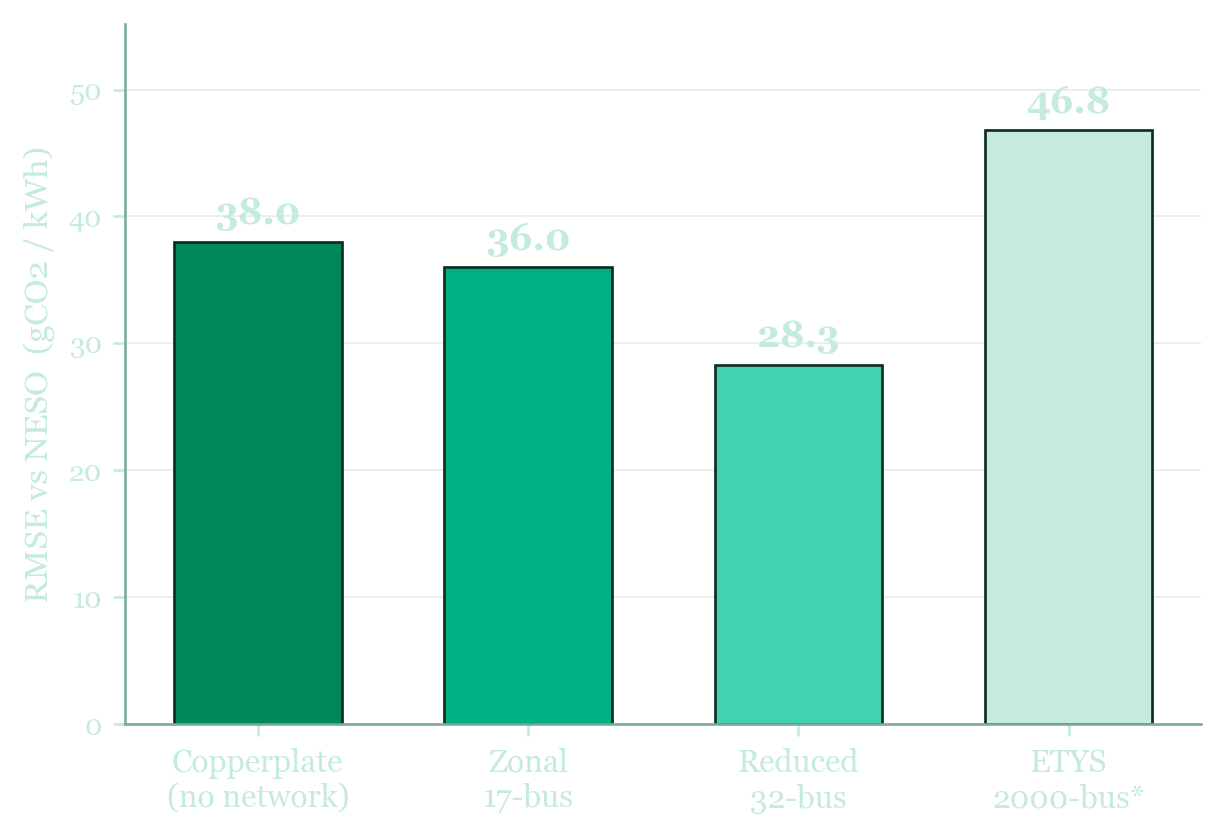 RMSE vs NESO (gCO2 / kWh)
50
40
30
20
10
0
38.0
36.0
28.3
46.8
Copperplate
(no network)
Zonal
17-bus
Reduced
32-bus
ETYS
2000-bus*